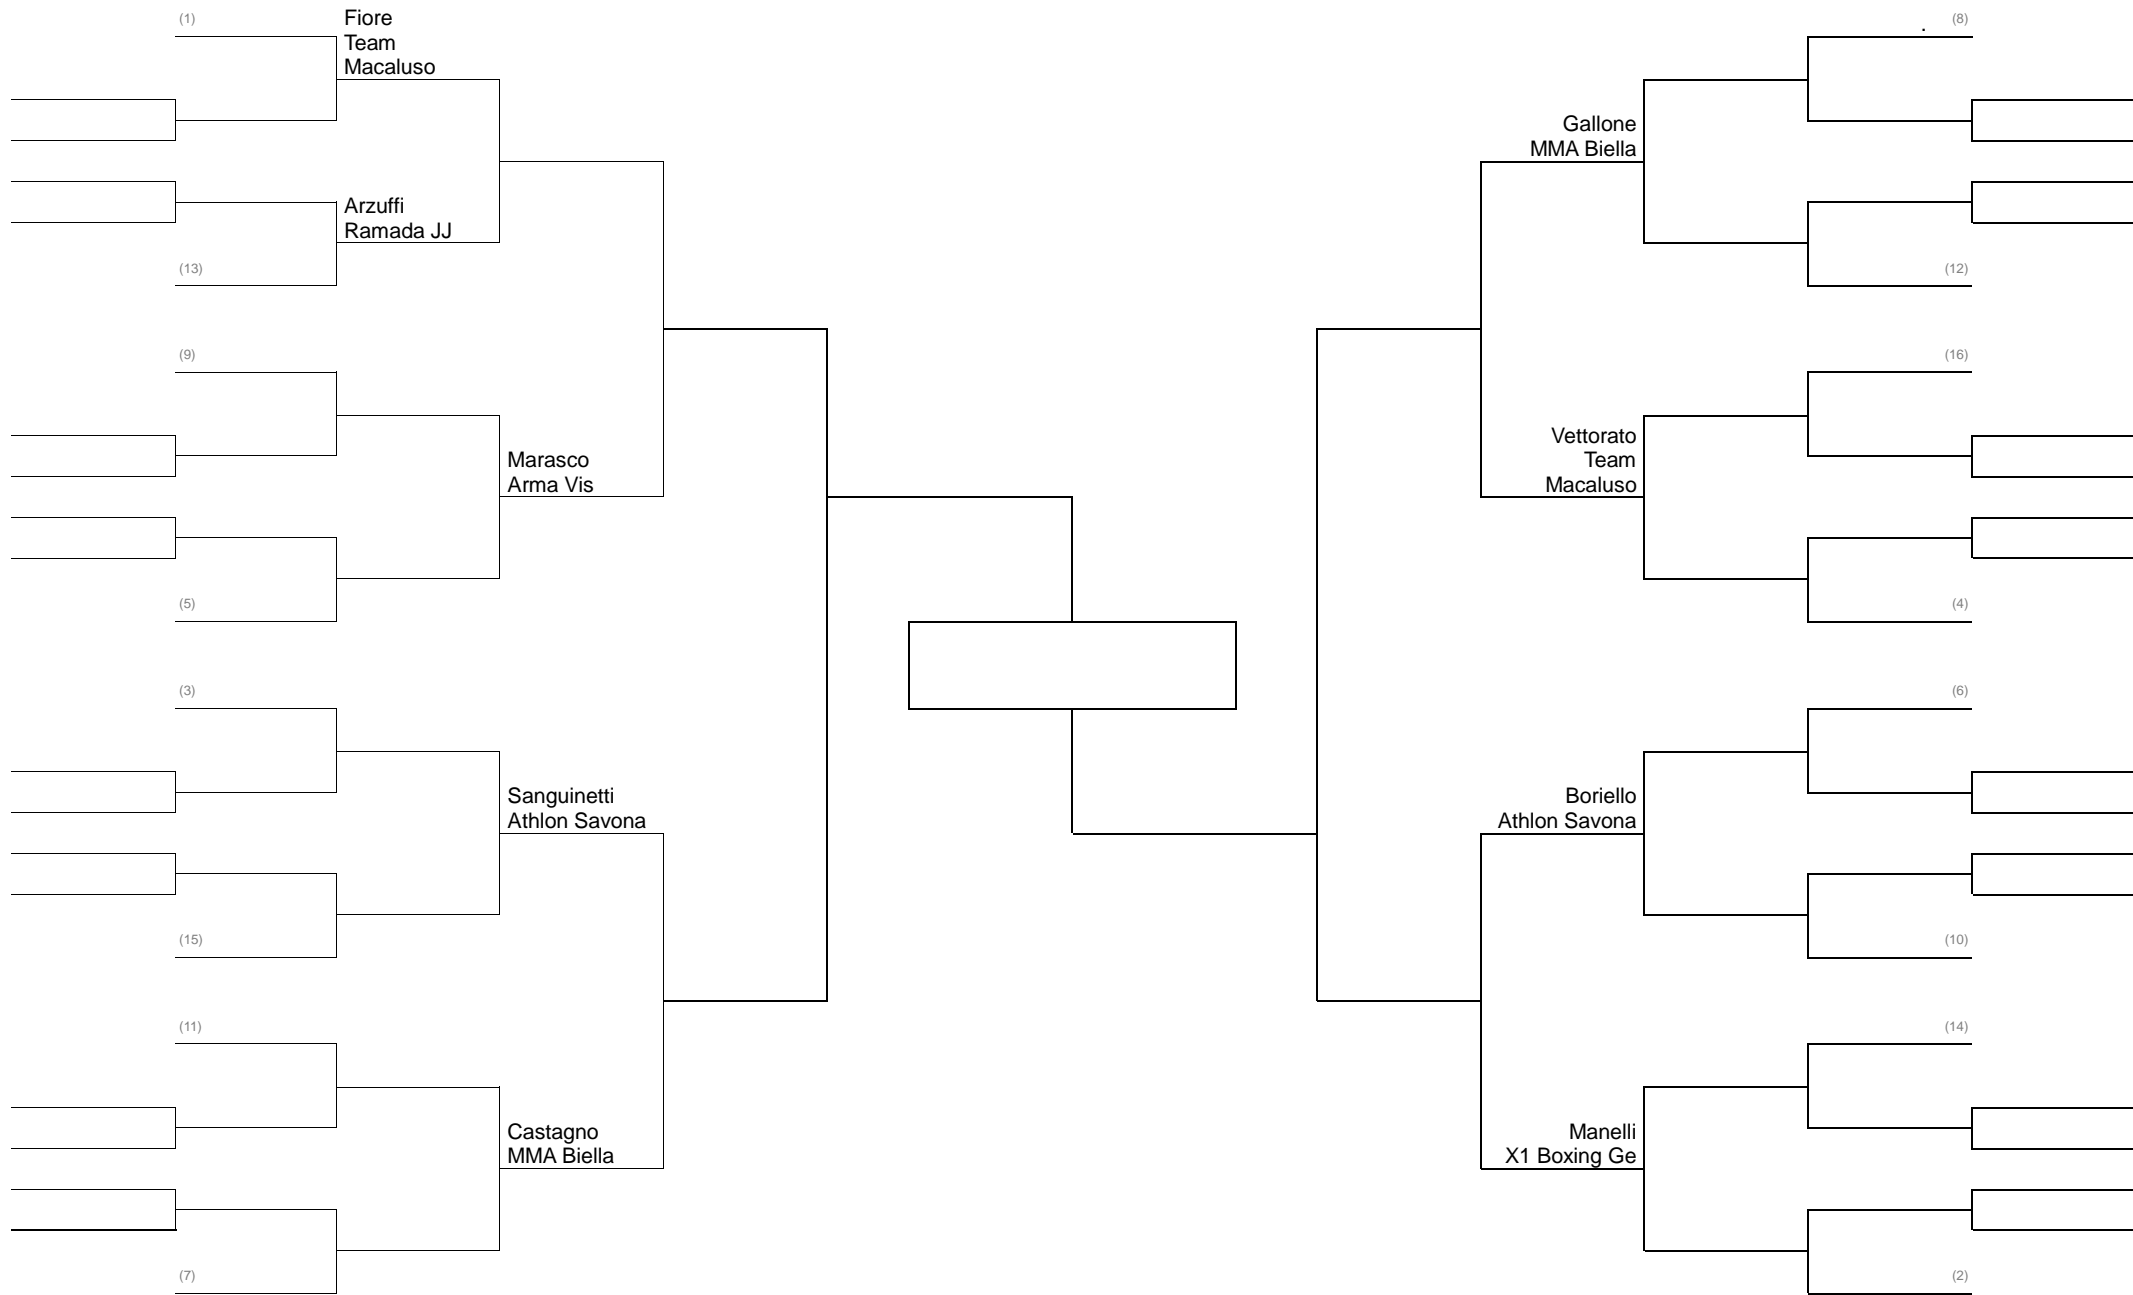 (1)
Fiore
Team
Macaluso
Arzuffi
Ramada JJ
(13)
(9)
Marasco
Arma Vis
(5)
(3)
Sanguinetti
Athlon Savona
(15)
(11)
Castagno
MMA Biella
(7)
.
(8)
Gallone
MMA Biella
(12)
(16)
Vettorato
Team
Macaluso
(4)
(6)
Boriello
Athlon Savona
(10)
(14)
Manelli
X1 Boxing Ge
(2)